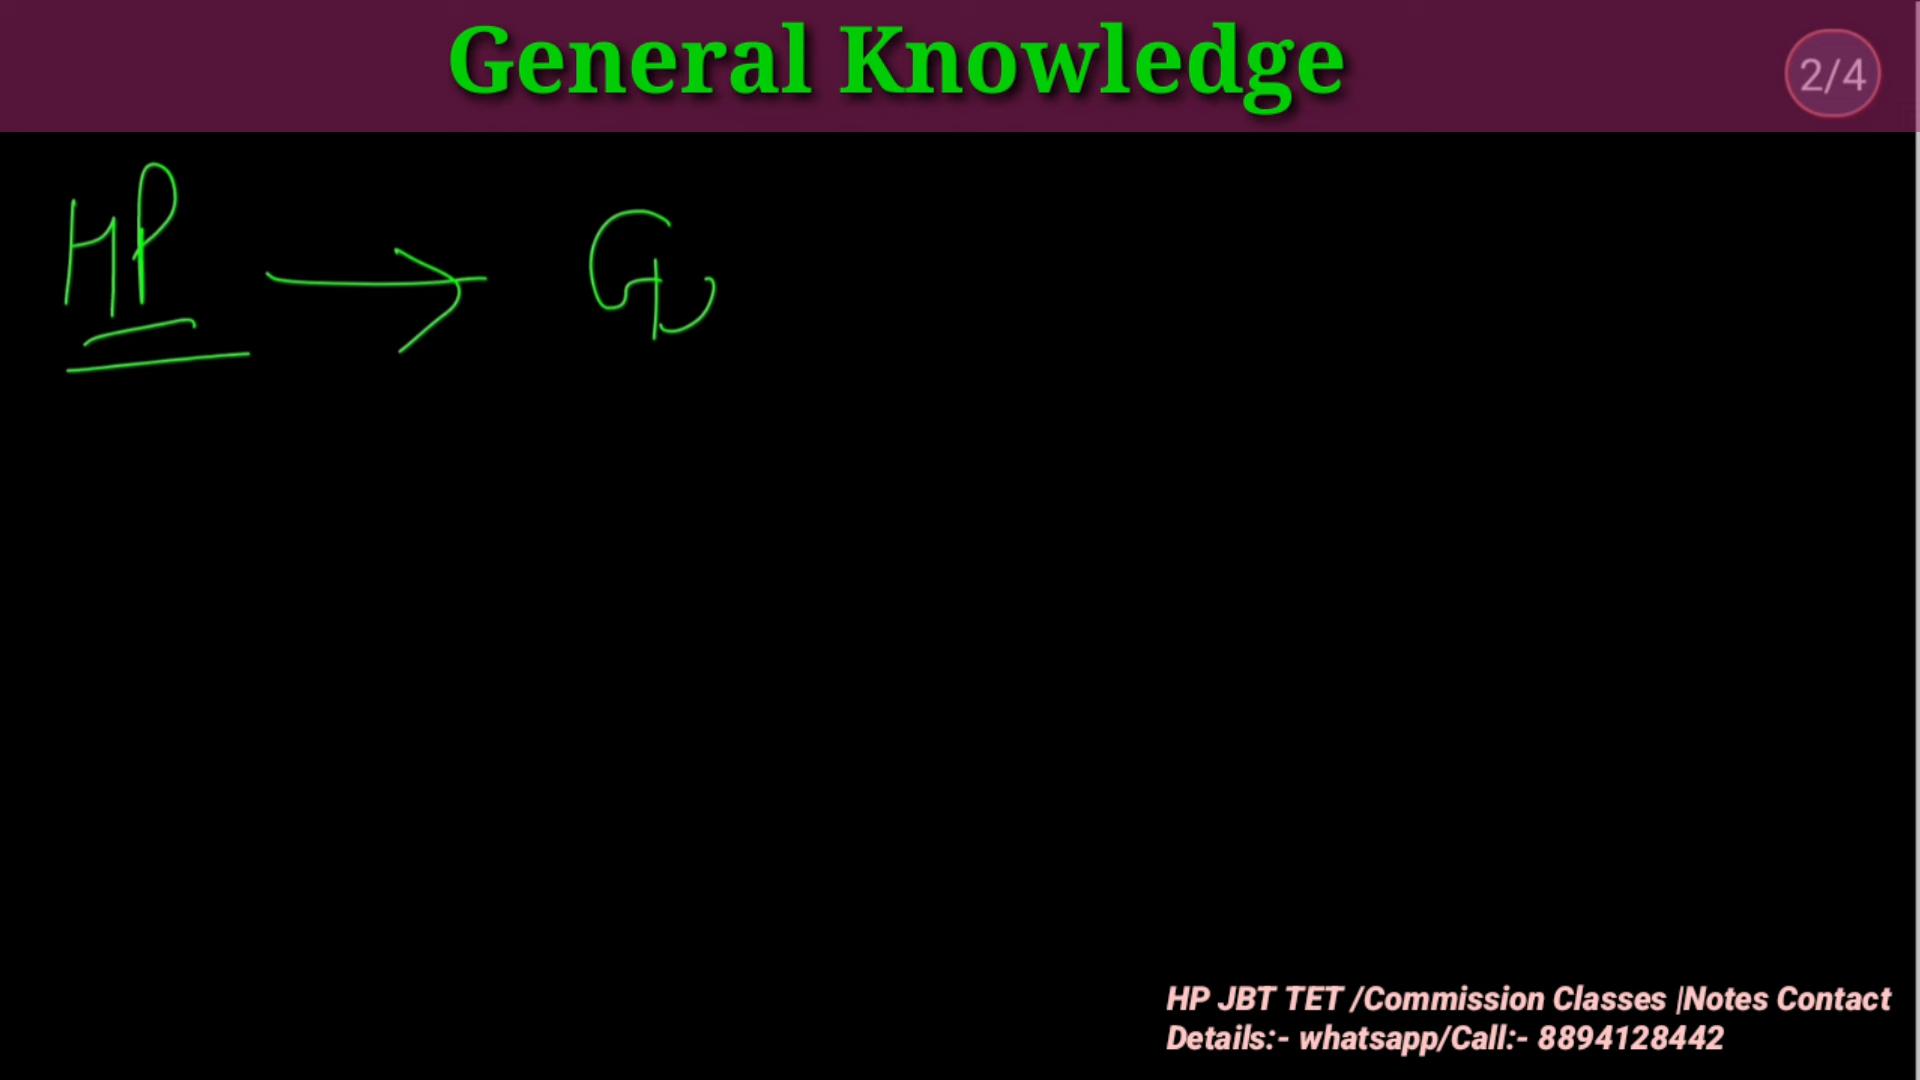 General Knowledge
2/4
HP → G
HP JBT TET /Commission Classes |Notes Contact
Details:- whatsapp/Call:- 8894128442